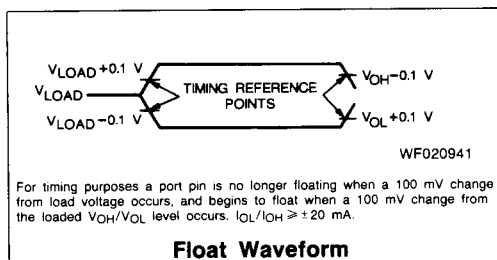 VLOAD+0.1 V
VLOAD
VLOAD−0.1 V
TIMING REFERENCE
POINTS
VOH−0.1 V
VOL+0.1 V
WF020941
For timing purposes a port pin is no longer floating when a 100 mV change
from load voltage occurs, and begins to float when a 100 mV change from
the loaded VOH/VOL level occurs. IOL/IOH ⩾ ±20 mA.
Float Waveform